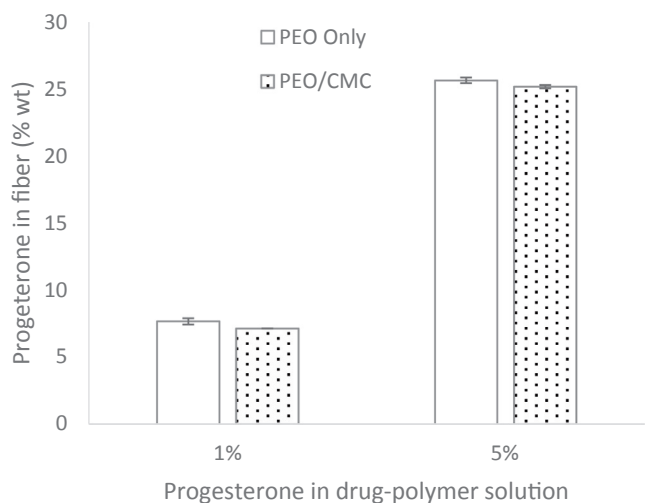 30
25
20
15
10
5
0
Progeterone in fiber (% wt)
PEO Only
PEO/CMC
1%
5%
Progesterone in drug-polymer solution